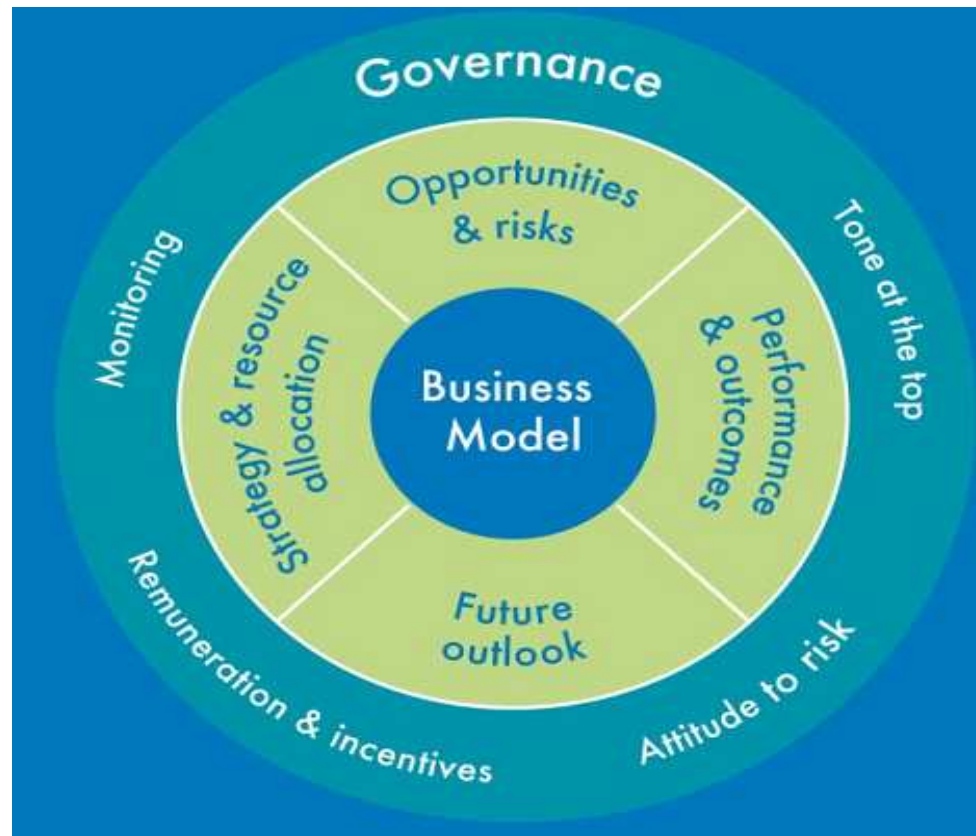 Governance
Tone at the top
Attitude to risk
Remuneration & incentives
Monitoring
Opportunities
& risks
Performance
& outcomes
Future
outlook
Strategy & resource
allocation
Business
Model